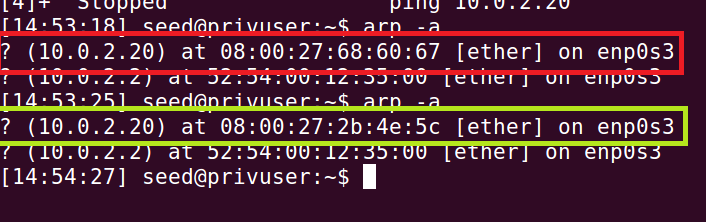 [4]+  Stopped                 ping 10.0.2.20
[14:53:18] seed@privuser:~$ arp -a
? (10.0.2.20) at 08:00:27:68:60:67 [ether] on enp0s3
? (10.0.2.2) at 52:54:00:12:35:00 [ether] on enp0s3
[14:53:25] seed@privuser:~$ arp -a
? (10.0.2.20) at 08:00:27:2b:4e:5c [ether] on enp0s3
? (10.0.2.2) at 52:54:00:12:35:00 [ether] on enp0s3
[14:54:27] seed@privuser:~$